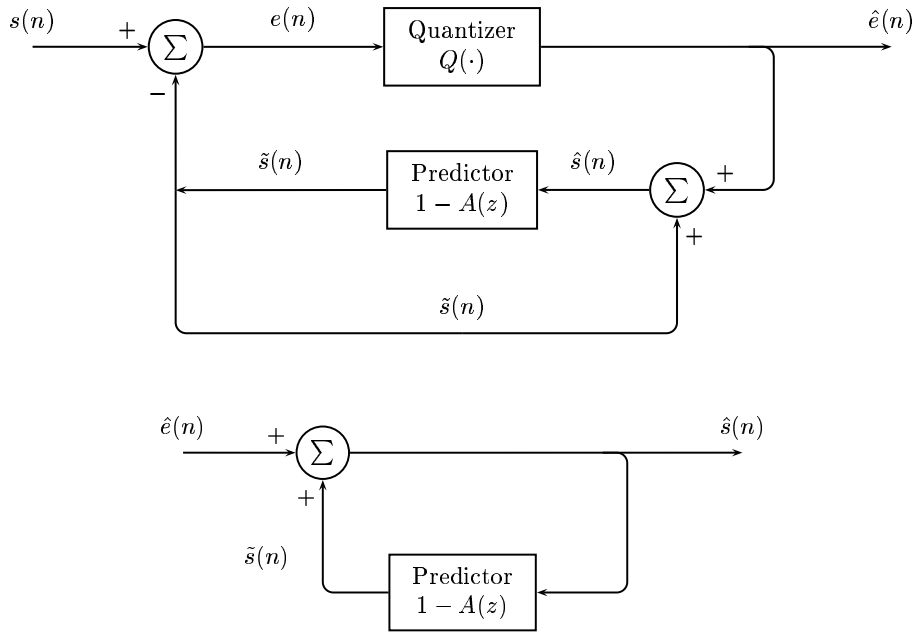 s(n)
+
Σ
e(n)
Quantizer
Q(·)
ê(n)
−
s̃(n)
Predictor
1 − A(z)
ŝ(n)
Σ
+
+
s̃(n)
ê(n)
+
Σ
ŝ(n)
+
s̃(n)
Predictor
1 − A(z)